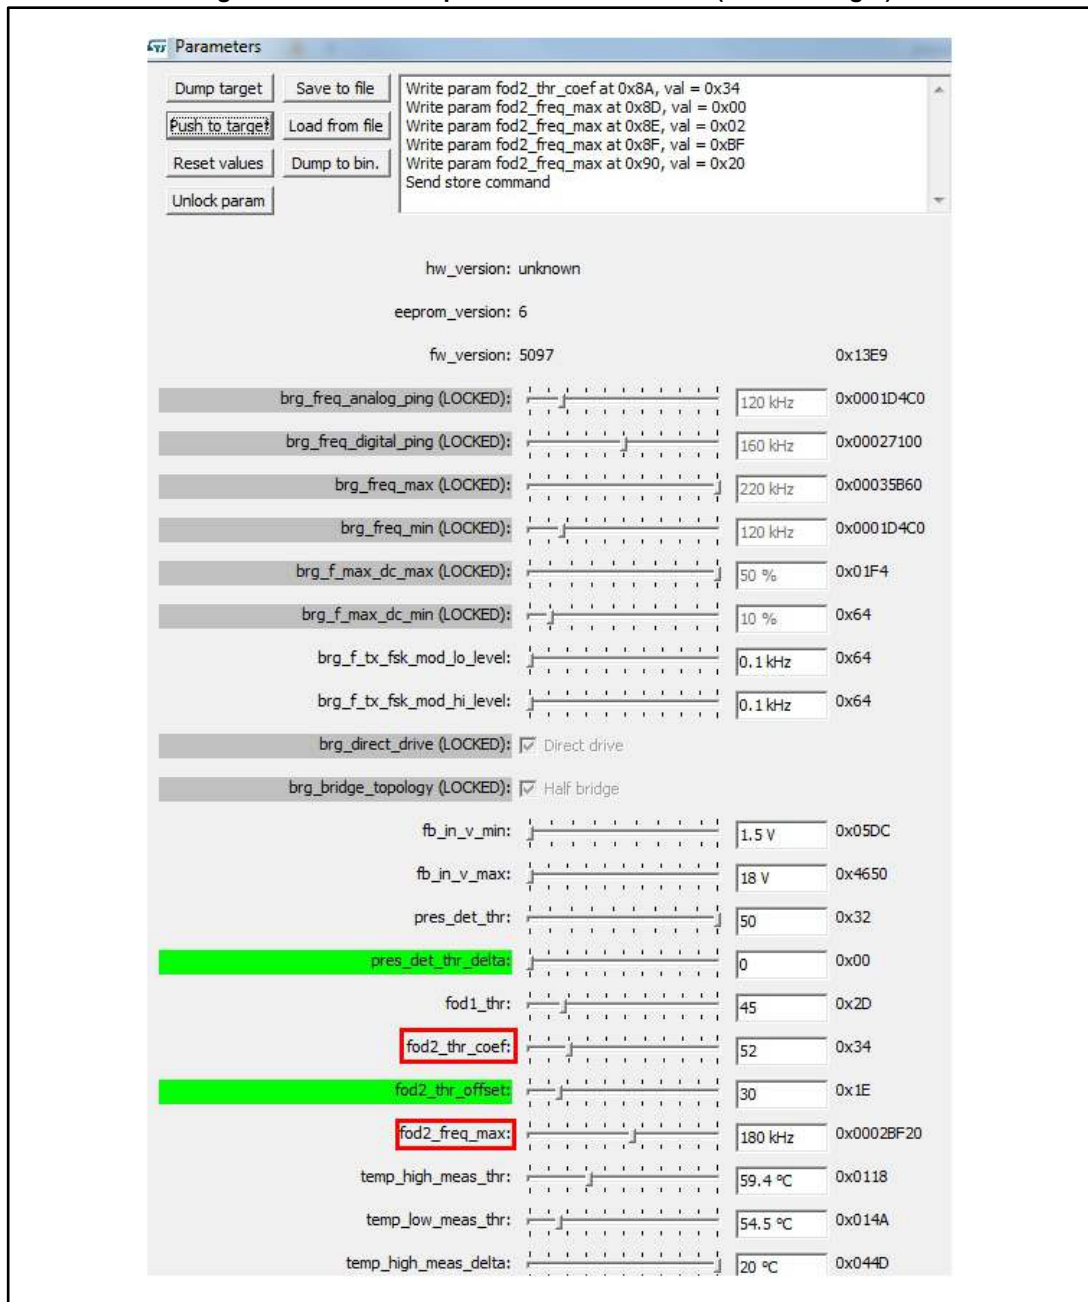 Parameters
Dump target Save to file
Push to target Load from file
Reset values Dump to bin.
Unlock param
Write param fod2_thr_coef at 0x8A, val = 0x34
Write param fod2_freq_max at 0x8D, val = 0x00
Write param fod2_freq_max at 0x8E, val = 0x02
Write param fod2_freq_max at 0x8F, val = 0xBF
Write param fod2_freq_max at 0x90, val = 0x20
Send store command
hw_version: unknown
eeprom_version: 6
fw_version: 5097 0x13E9
brg_freq_analog_ping (LOCKED): 120 kHz 0x0001D4C0
brg_freq_digital_ping (LOCKED): 160 kHz 0x00027100
brg_freq_max (LOCKED): 220 kHz 0x00035B60
brg_freq_min (LOCKED): 120 kHz 0x0001D4C0
brg_f_max_dc_max (LOCKED): 50 % 0x01F4
brg_f_max_dc_min (LOCKED): 10 % 0x64
brg_f_tx_fsk_mod_lo_level: 0.1 kHz 0x64
brg_f_tx_fsk_mod_hi_level: 0.1 kHz 0x64
brg_direct_drive (LOCKED): Direct drive
brg_bridge_topology (LOCKED): Half bridge
fb_in_v_min: 1.5 V 0x05DC
fb_in_v_max: 18 V 0x4650
pres_det_thr: 50 0x32
pres_det_thr_delta: 0 0x00
fod1_thr: 45 0x2D
fod2_thr_coef: 52 0x34
fod2_thr_offset: 30 0x1E
fod2_freq_max: 180 kHz 0x0002BF20
temp_high_meas_thr: 59.4 ºC 0x0118
temp_low_meas_thr: 54.5 ºC 0x014A
temp_high_meas_delta: 20 ºC 0x044D